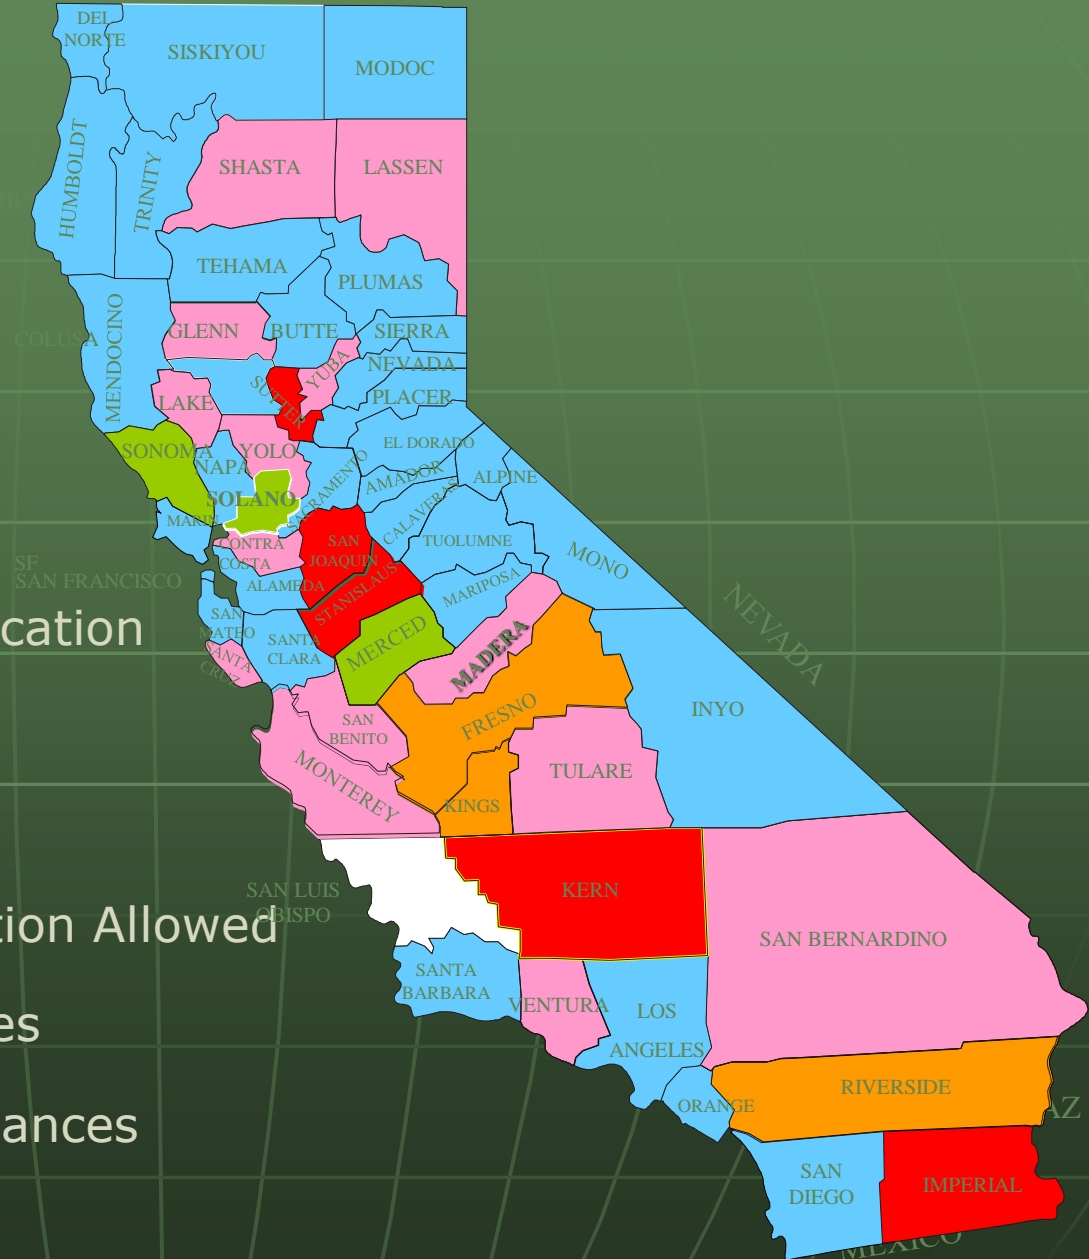 DEL
NORTE
SISKIYOU
MODOC
HUMBOLDT
TRINITY
SHASTA
LASSEN
TEHAMA
PLUMAS
MENDOCINO
GLENN
BUTTE
SIERRA
COLUSA
YUBA
NEVADA
SUTTER
PLACER
LAKE
SONOMA
YOLO
EL DORADO
NAPA
SACRAMENTO
AMADOR
ALPINE
SOLANO
CALAVERAS
MARIN
CONTRA
COSTA
SAN
JOAQUIN
TUOLUMNE
MONO
SF
SAN FRANCISCO
ALAMEDA
STANISLAUS
MARIPOSA
NEVADA
SAN
MATEO
SANTA
CLARA
MERCED
MADERA
cation
SANTA
CRUZ
SAN
BENITO
FRESNO
INYO
MONTEREY
TULARE
KINGS
SAN LUIS
OBISPO
KERN
tion Allowed
SAN BERNARDINO
SANTA
BARBARA
VENTURA
LOS
ANGELES
es
RIVERSIDE
ORANGE
AZ
ances
SAN
DIEGO
IMPERIAL
MEXICO